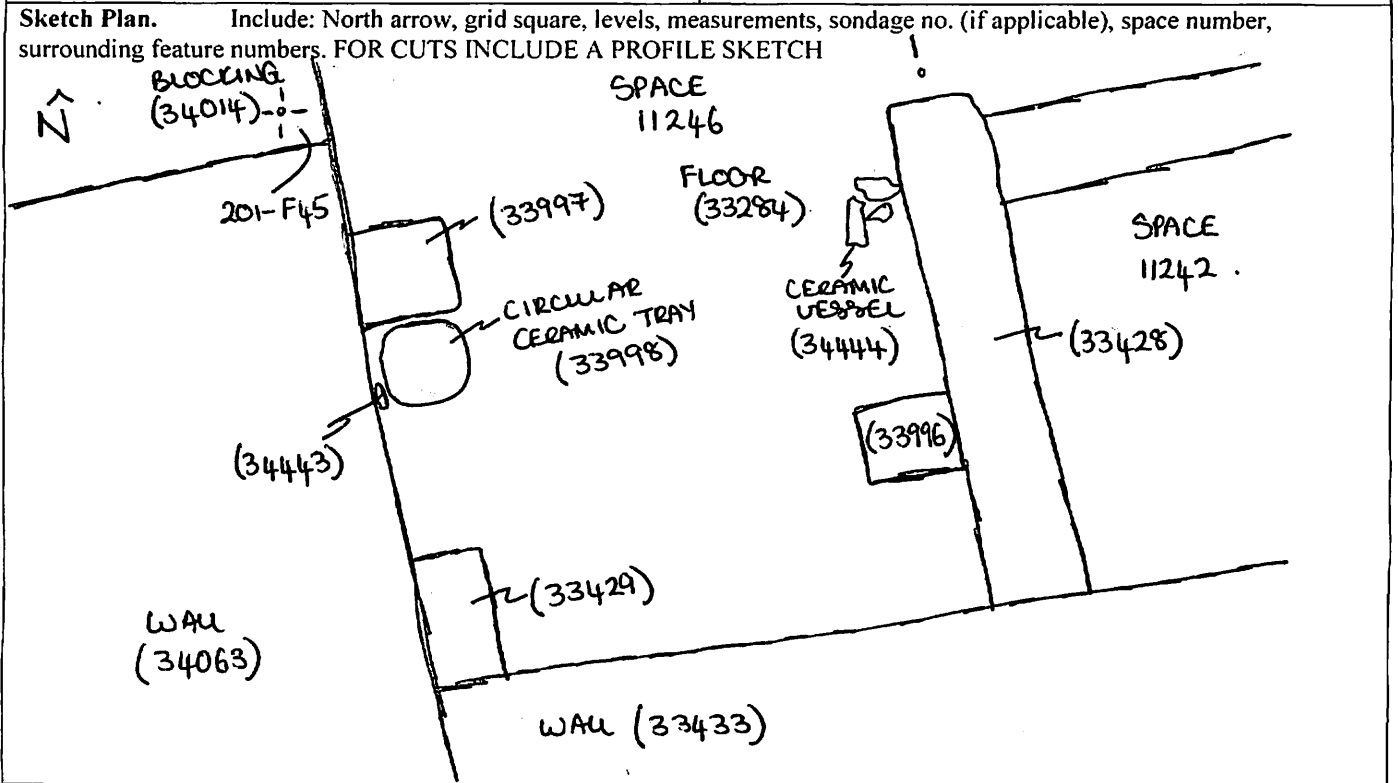 Sketch Plan. Include: North arrow, grid square, levels, measurements, sondage no. (if applicable), space number,
surrounding feature numbers. FOR CUTS INCLUDE A PROFILE SKETCH
N
BLOCKING
(34014)
201-F45
SPACE
11246
FLOOR
(33284)
(33997)
SPACE
11242
CIRCULAR
CERAMIC TRAY
(33998)
CERAMIC
VESSEL
(34444)
(33428)
(33996)
(34443)
(33429)
WALL
(34063)
WALL (33433)